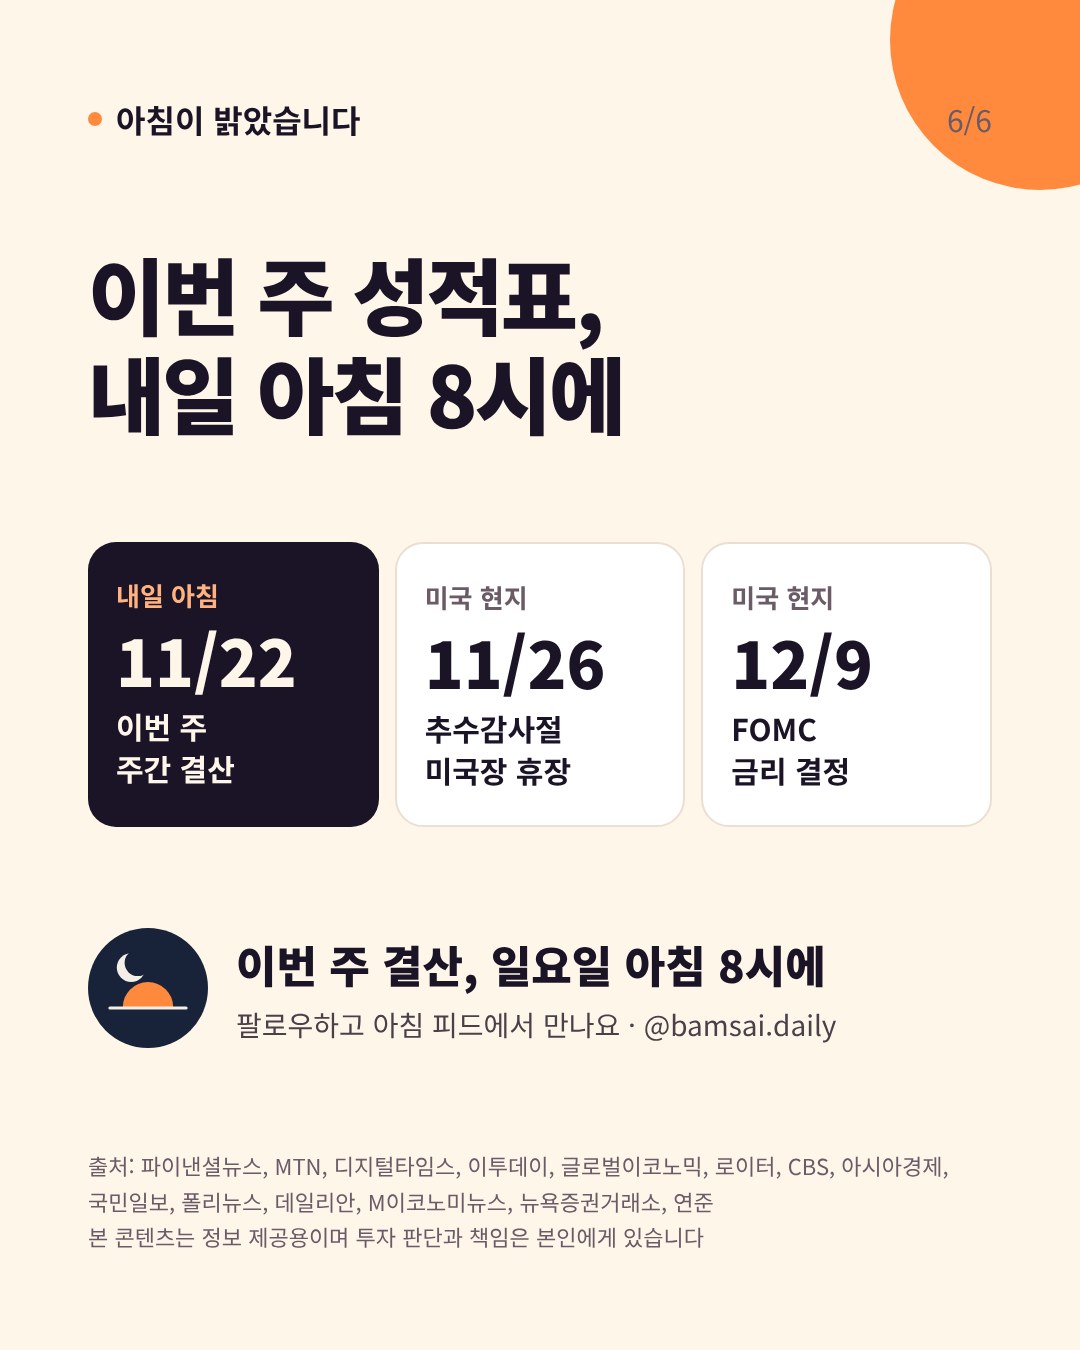 아침이 밝았습니다
6/6
이번 주 성적표,
내일 아침 8시에
내일 아침
11/22
이번 주
주간 결산
미국 현지
11/26
추수감사절
미국장 휴장
미국 현지
12/9
FOMC
금리 결정
이번 주 결산, 일요일 아침 8시에
팔로우하고 아침 피드에서 만나요 · @bamsai.daily
출처: 파이낸셜뉴스, MTN, 디지털타임스, 이투데이, 글로벌이코노믹, 로이터, CBS, 아시아경제,
국민일보, 폴리뉴스, 데일리안, M이코노미뉴스, 뉴욕증권거래소, 연준
본 콘텐츠는 정보 제공용이며 투자 판단과 책임은 본인에게 있습니다